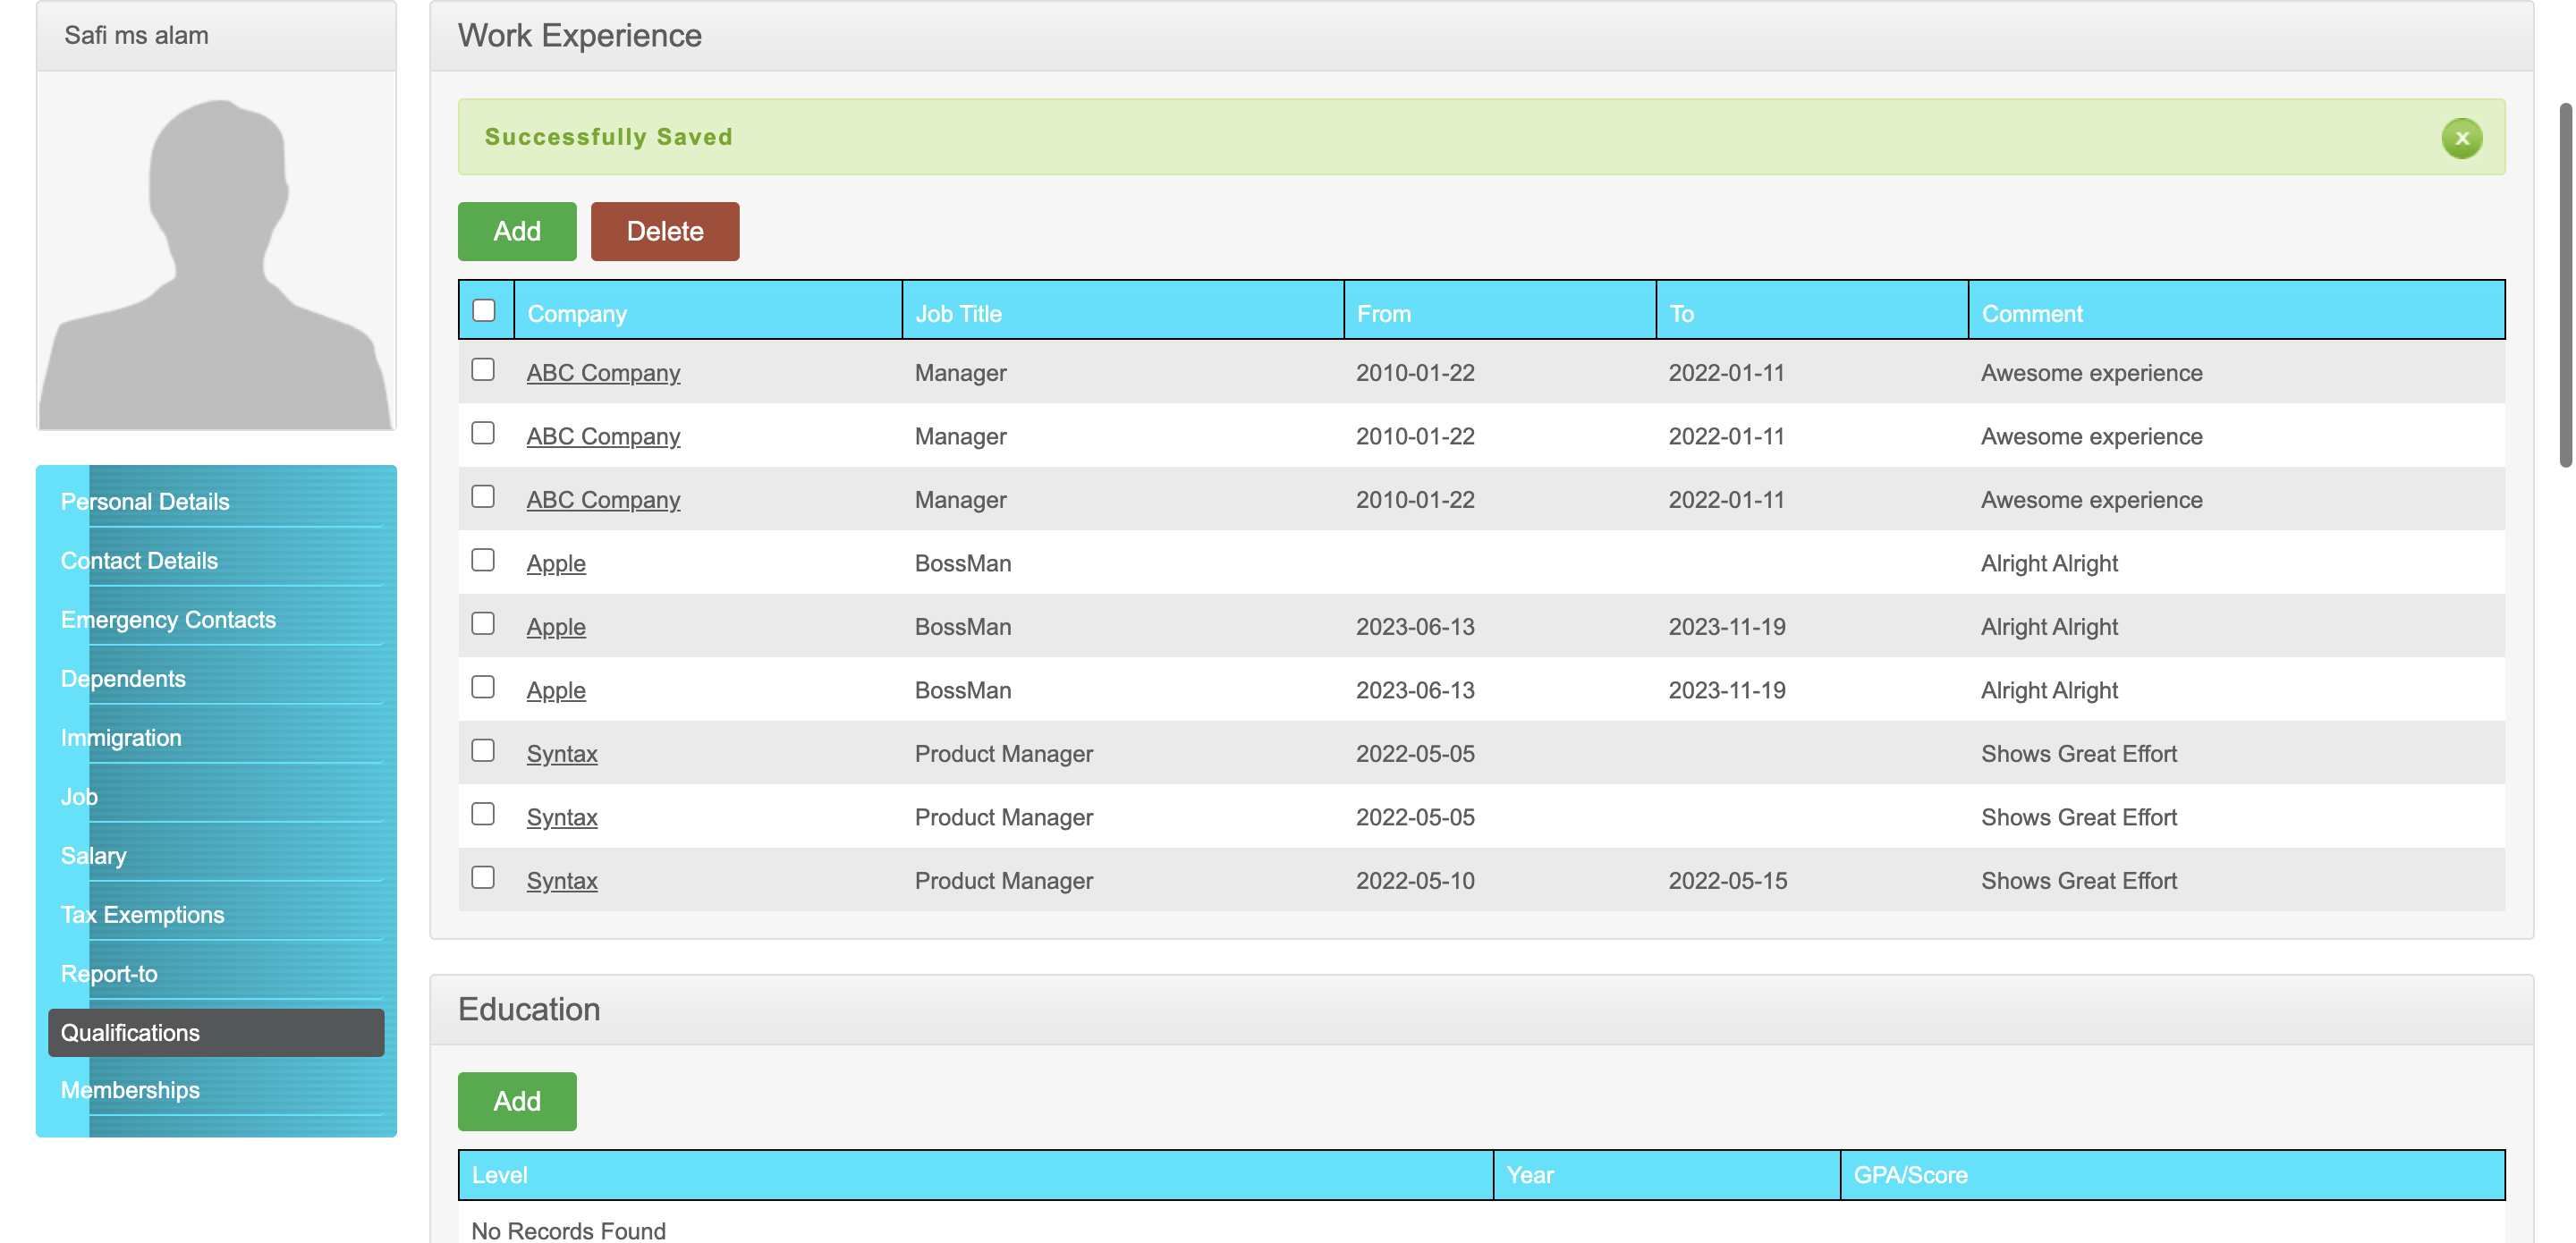 Safi ms alam
Personal Details
Contact Details
Emergency Contacts
Dependents
Immigration
Job
Salary
Tax Exemptions
Report-to
Qualifications
Memberships
Work Experience
Successfully Saved
x
Add Delete
Company Job Title From To Comment
ABC Company Manager 2010-01-22 2022-01-11 Awesome experience
ABC Company Manager 2010-01-22 2022-01-11 Awesome experience
ABC Company Manager 2010-01-22 2022-01-11 Awesome experience
Apple BossMan Alright Alright
Apple BossMan 2023-06-13 2023-11-19 Alright Alright
Apple BossMan 2023-06-13 2023-11-19 Alright Alright
Syntax Product Manager 2022-05-05 Shows Great Effort
Syntax Product Manager 2022-05-05 Shows Great Effort
Syntax Product Manager 2022-05-10 2022-05-15 Shows Great Effort
Education
Add
Level Year GPA/Score
No Records Found